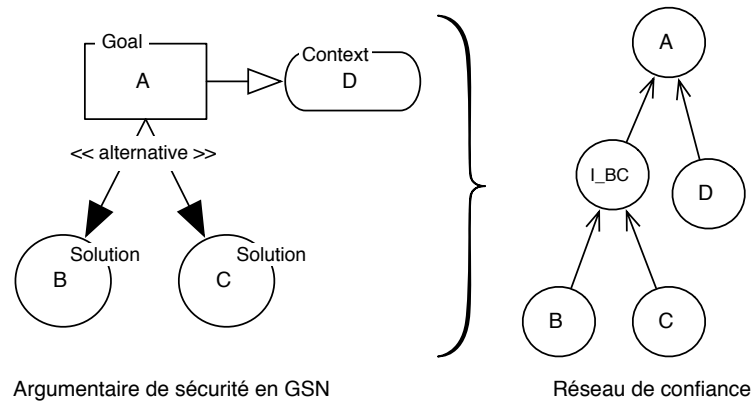 Goal
A
Context
D
<< alternative >>
Solution
B
Solution
C
A
I_BC
D
B
C
Argumentaire de sécurité en GSN
Réseau de confiance